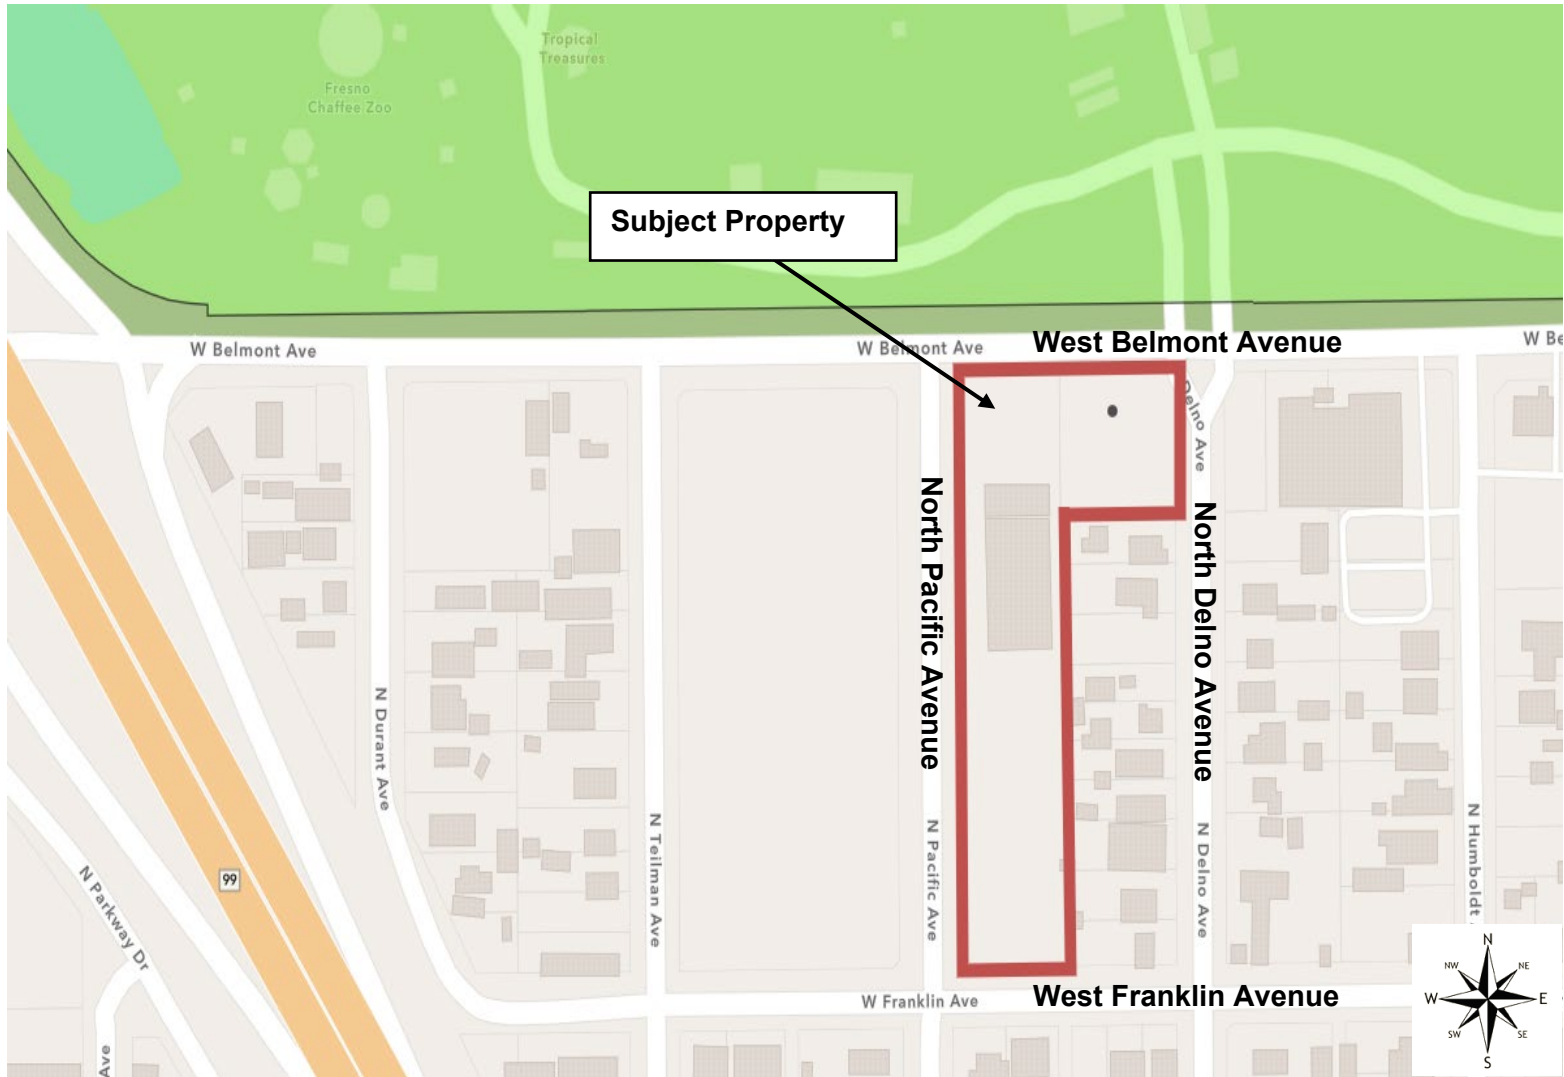 Tropical
Treasures
Fresno
Chaffee Zoo
Subject Property
West Belmont Avenue
W Belmont Ave
W Belmont Ave
W Be
Delno Ave
North Pacific Avenue
North Delno Avenue
N Durant Ave
N Teilman Ave
N Pacific Ave
N Delno Ave
N Humboldt
99
N Parkway Dr
W Franklin Ave
West Franklin Avenue
Ave
N
NW
NE
W
E
SW
SE
S